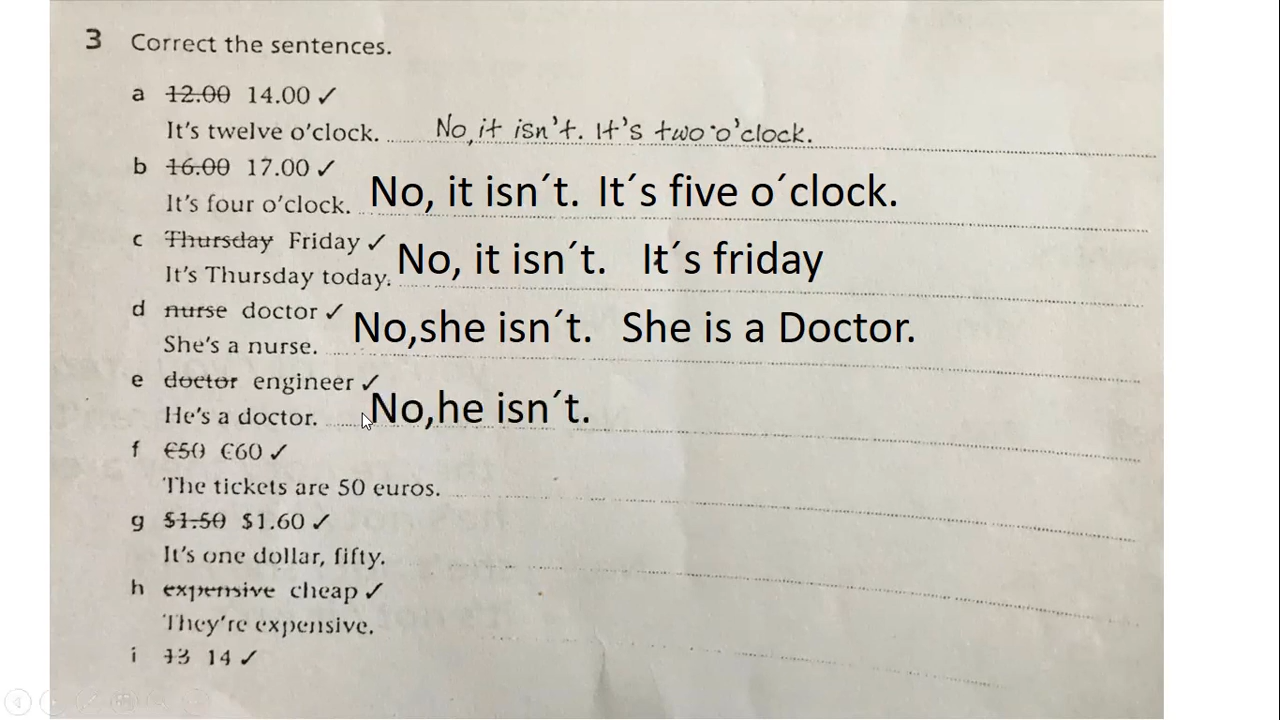 3 Correct the sentences.
a 12.00 14.00 ✓
It's twelve o'clock. No, it isn't. It's two o'clock.
b 16.00 17.00 ✓
It's four o'clock. No, it isn´t. It´s five o´clock.
c Thursday Friday ✓
It's Thursday today. No, it isn´t. It´s friday
d nurse doctor ✓
She's a nurse. No,she isn´t. She is a Doctor.
e doctor engineer ✓
He's a doctor. No,he isn´t.
f €50 €60 ✓
The tickets are 50 euros.
g $1.50 $1.60 ✓
It's one dollar, fifty.
h expensive cheap ✓
They're expensive.
i 13 14 ✓